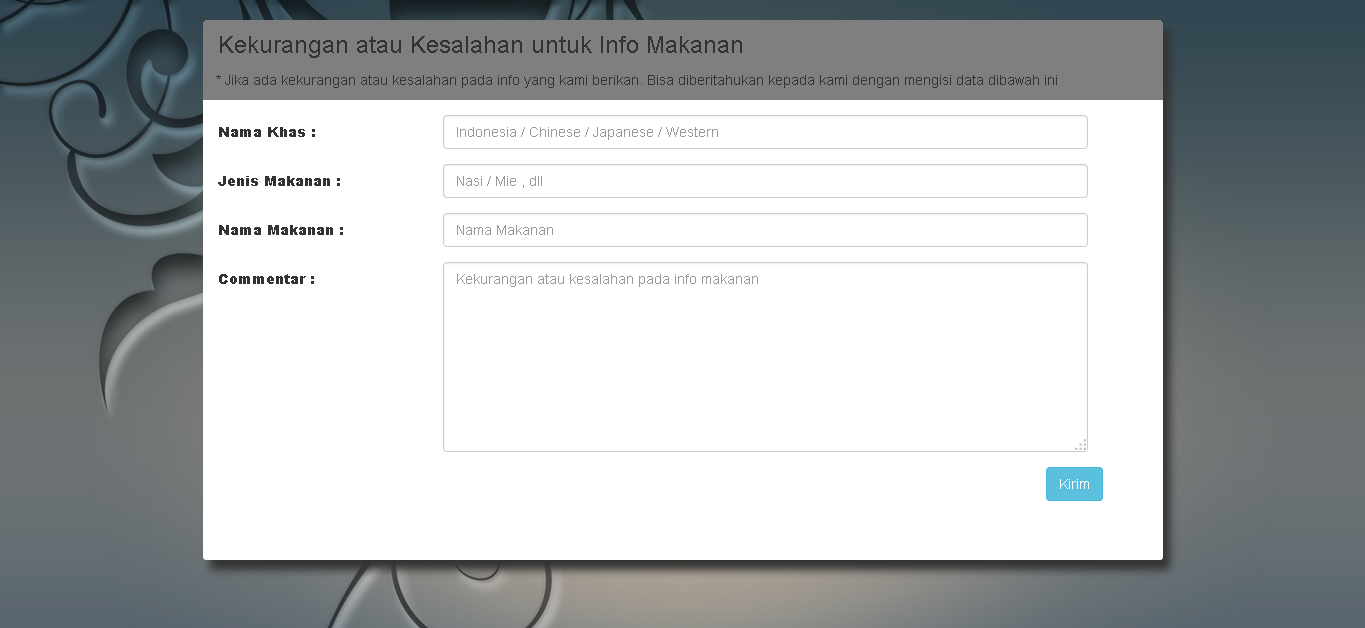 Kekurangan atau Kesalahan untuk Info Makanan
* Jika ada kekurangan atau kesalahan pada info yang kami berikan. Bisa diberitahukan kepada kami dengan mengisi data dibawah ini
Nama Khas : Indonesia / Chinese / Japanese / Western
Jenis Makanan : Nasi / Mie , dll
Nama Makanan : Nama Makanan
Commentar : Kekurangan atau kesalahan pada info makanan
Kirim